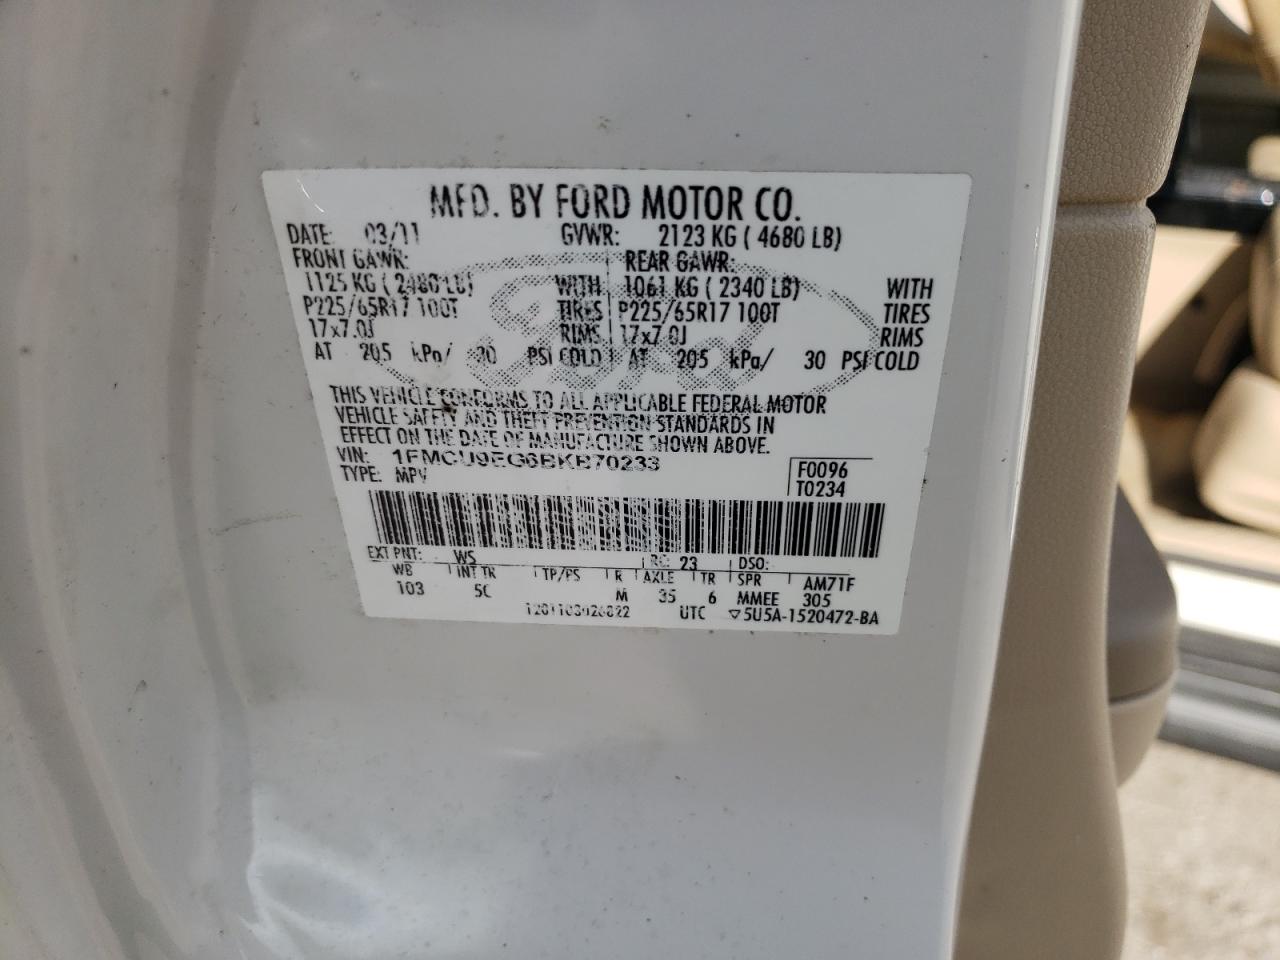 MFD. BY FORD MOTOR CO.
DATE: 03/11 GVWR: 2123 KG ( 4680 LB)
FRONT GAWR: REAR GAWR:
1125 KG ( 2480 LB) WITH 1061 KG ( 2340 LB) WITH
P225/65R17 100T TIRES P225/65R17 100T TIRES
17x7.0J RIMS 17x7.0J RIMS
AT 205 kPa/ 30 PSI COLD AT 205 kPa/ 30 PSI COLD
Ford
THIS VEHICLE CONFORMS TO ALL APPLICABLE FEDERAL MOTOR
VEHICLE SAFETY AND THEFT PREVENTION STANDARDS IN
EFFECT ON THE DATE OF MANUFACTURE SHOWN ABOVE.
VIN: 1FMCU9EG6BKB70233
TYPE: MPV
F0096
T0234
EXT PNT: WS RC: 23 DSO:
WB INT TR TP/PS R AXLE TR SPR AM71F
103 5C M 35 6 MMEE 305
UTC ▽5U5A-1520472-BA